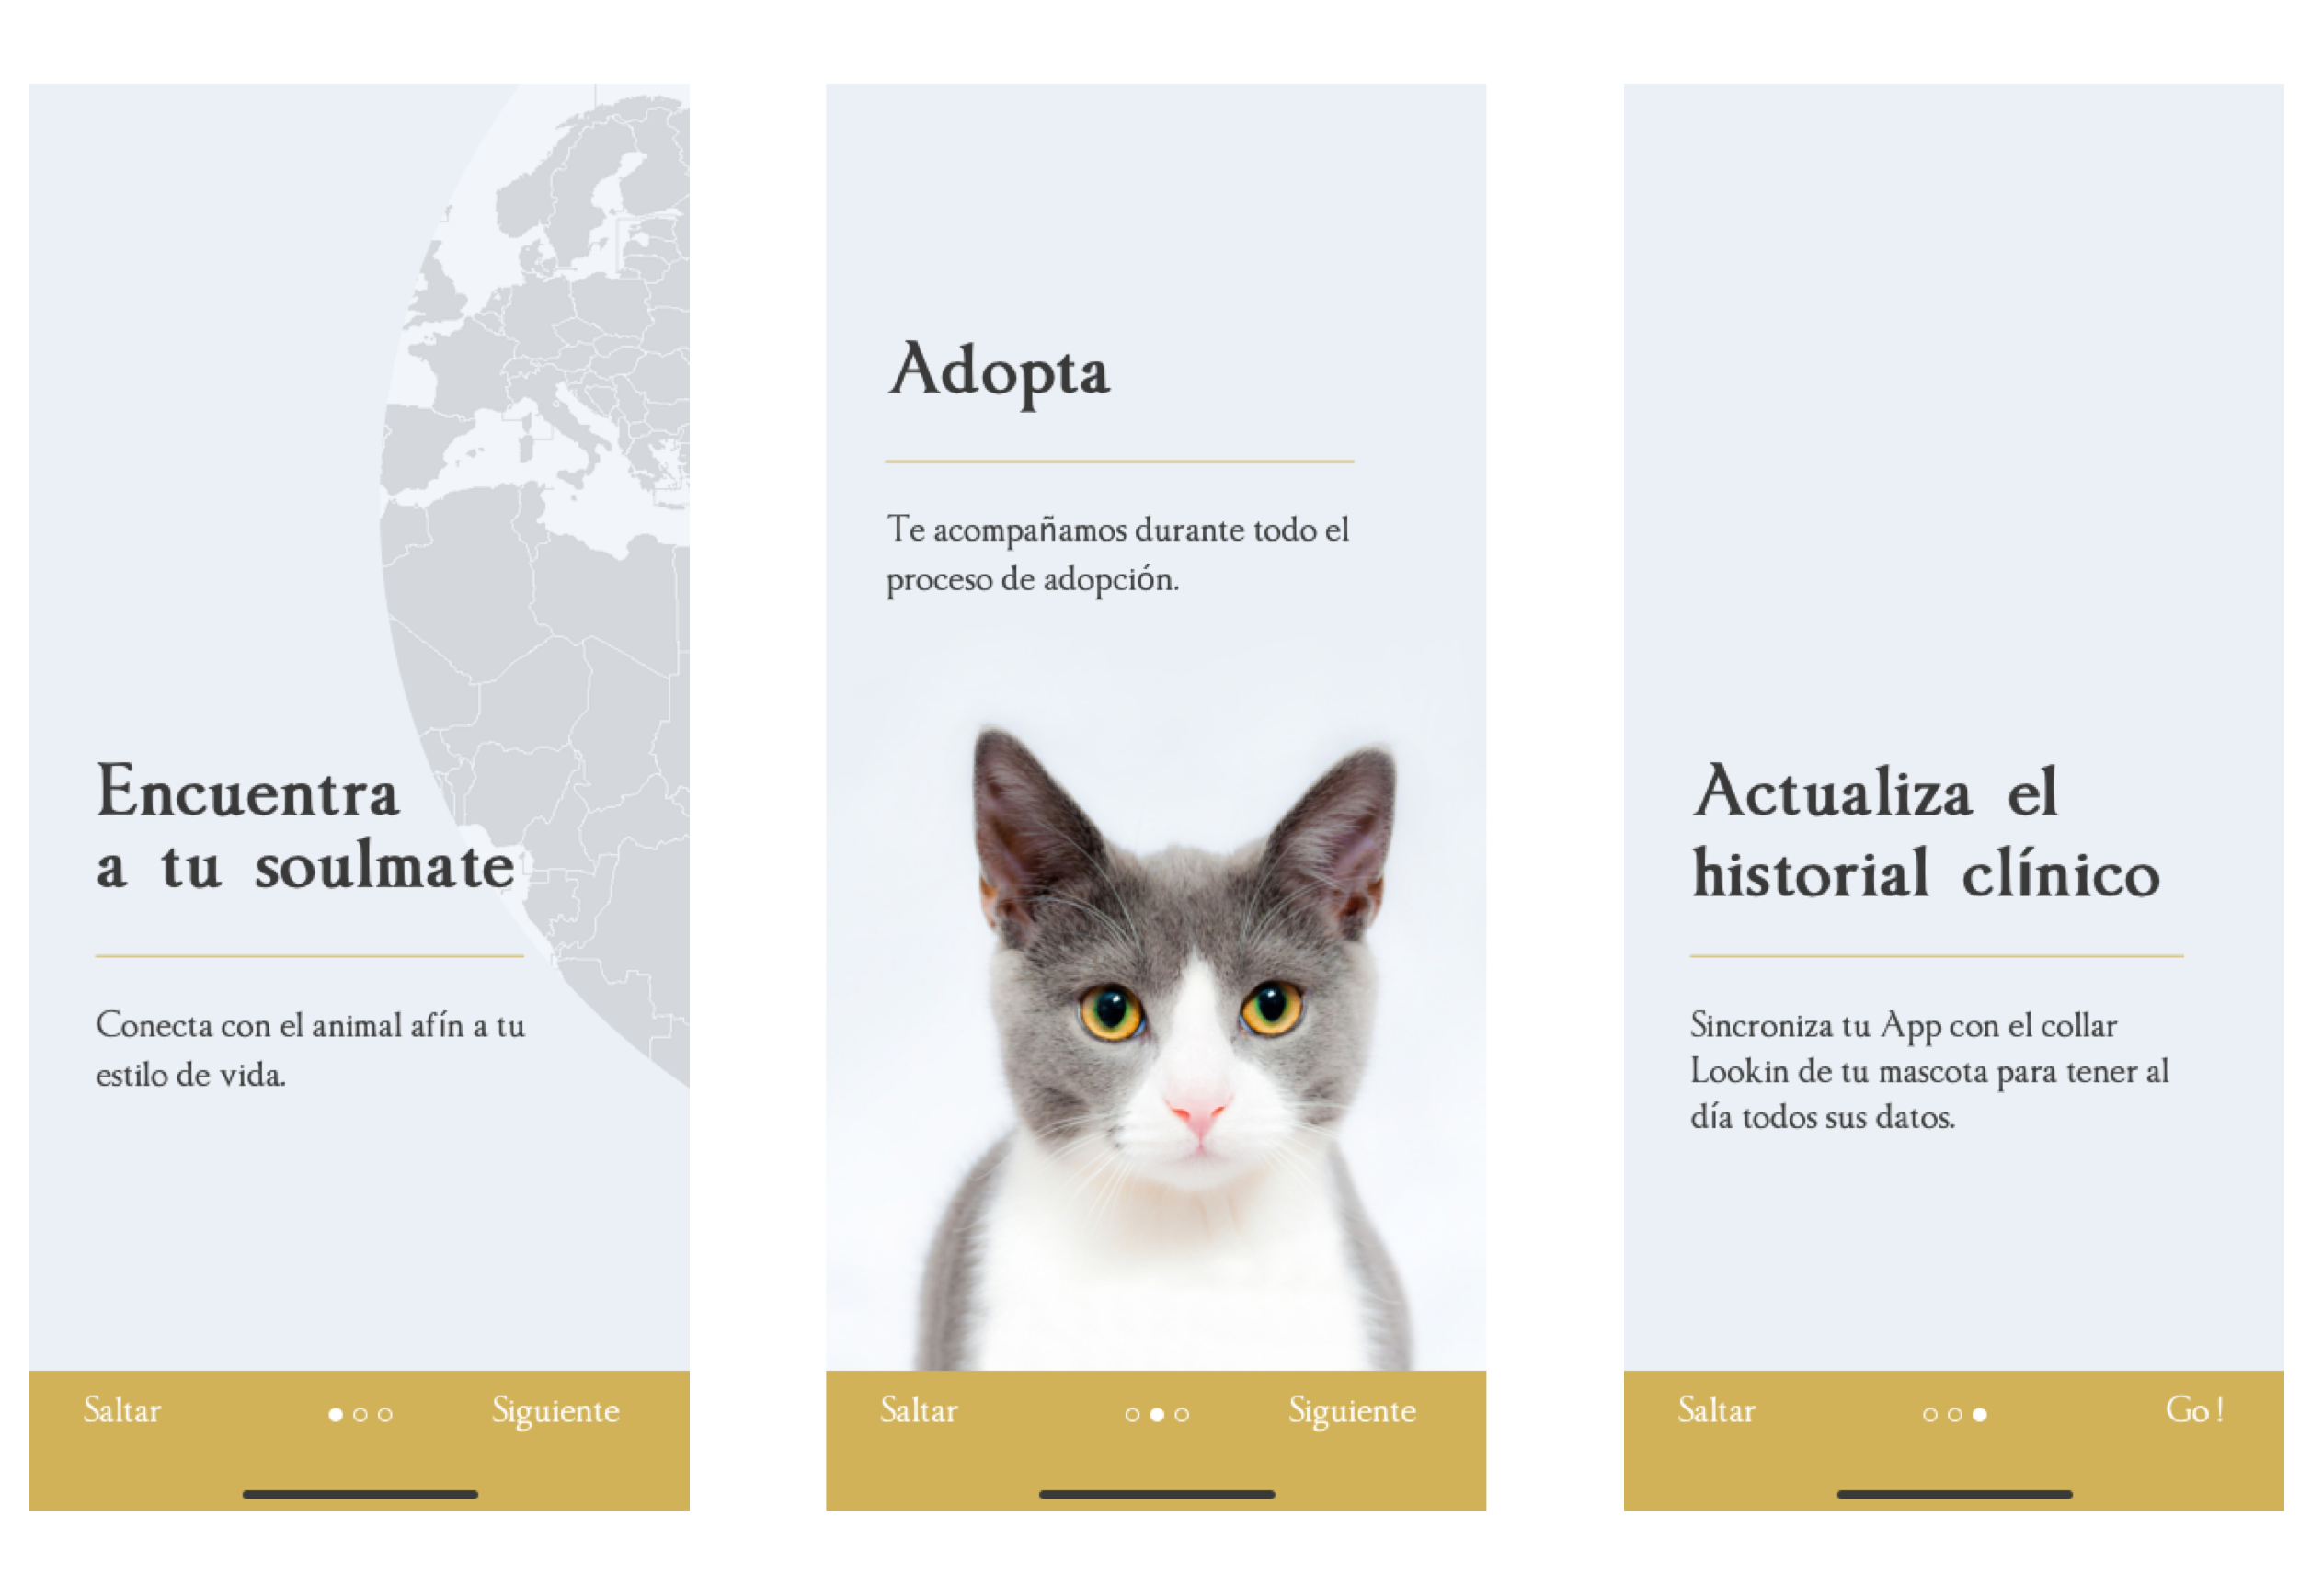 Encuentra
a tu soulmate
Conecta con el animal afín a tu
estilo de vida.
Saltar
Siguiente
Adopta
Te acompañamos durante todo el
proceso de adopción.
Saltar
Siguiente
Actualiza el
historial clínico
Sincroniza tu App con el collar
Lookin de tu mascota para tener al
día todos sus datos.
Saltar
Go !